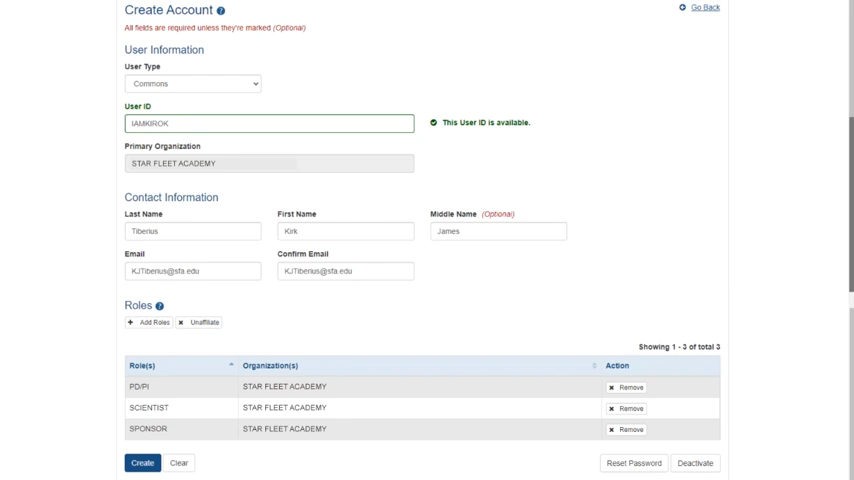 Create Account ?
Go Back
All fields are required unless they're marked (Optional)
User Information
User Type
Commons
User ID
IAMKIROK
This User ID is available.
Primary Organization
STAR FLEET ACADEMY
Contact Information
Last Name First Name Middle Name (Optional)
Tiberius Kirk James
Email Confirm Email
KJTiberius@sfa.edu KJTiberius@sfa.edu
Roles ?
Add Roles Unaffiliate
Showing 1 - 3 of total 3
Role(s) Organization(s) Action
PD/PI STAR FLEET ACADEMY Remove
SCIENTIST STAR FLEET ACADEMY Remove
SPONSOR STAR FLEET ACADEMY Remove
Create Clear Reset Password Deactivate